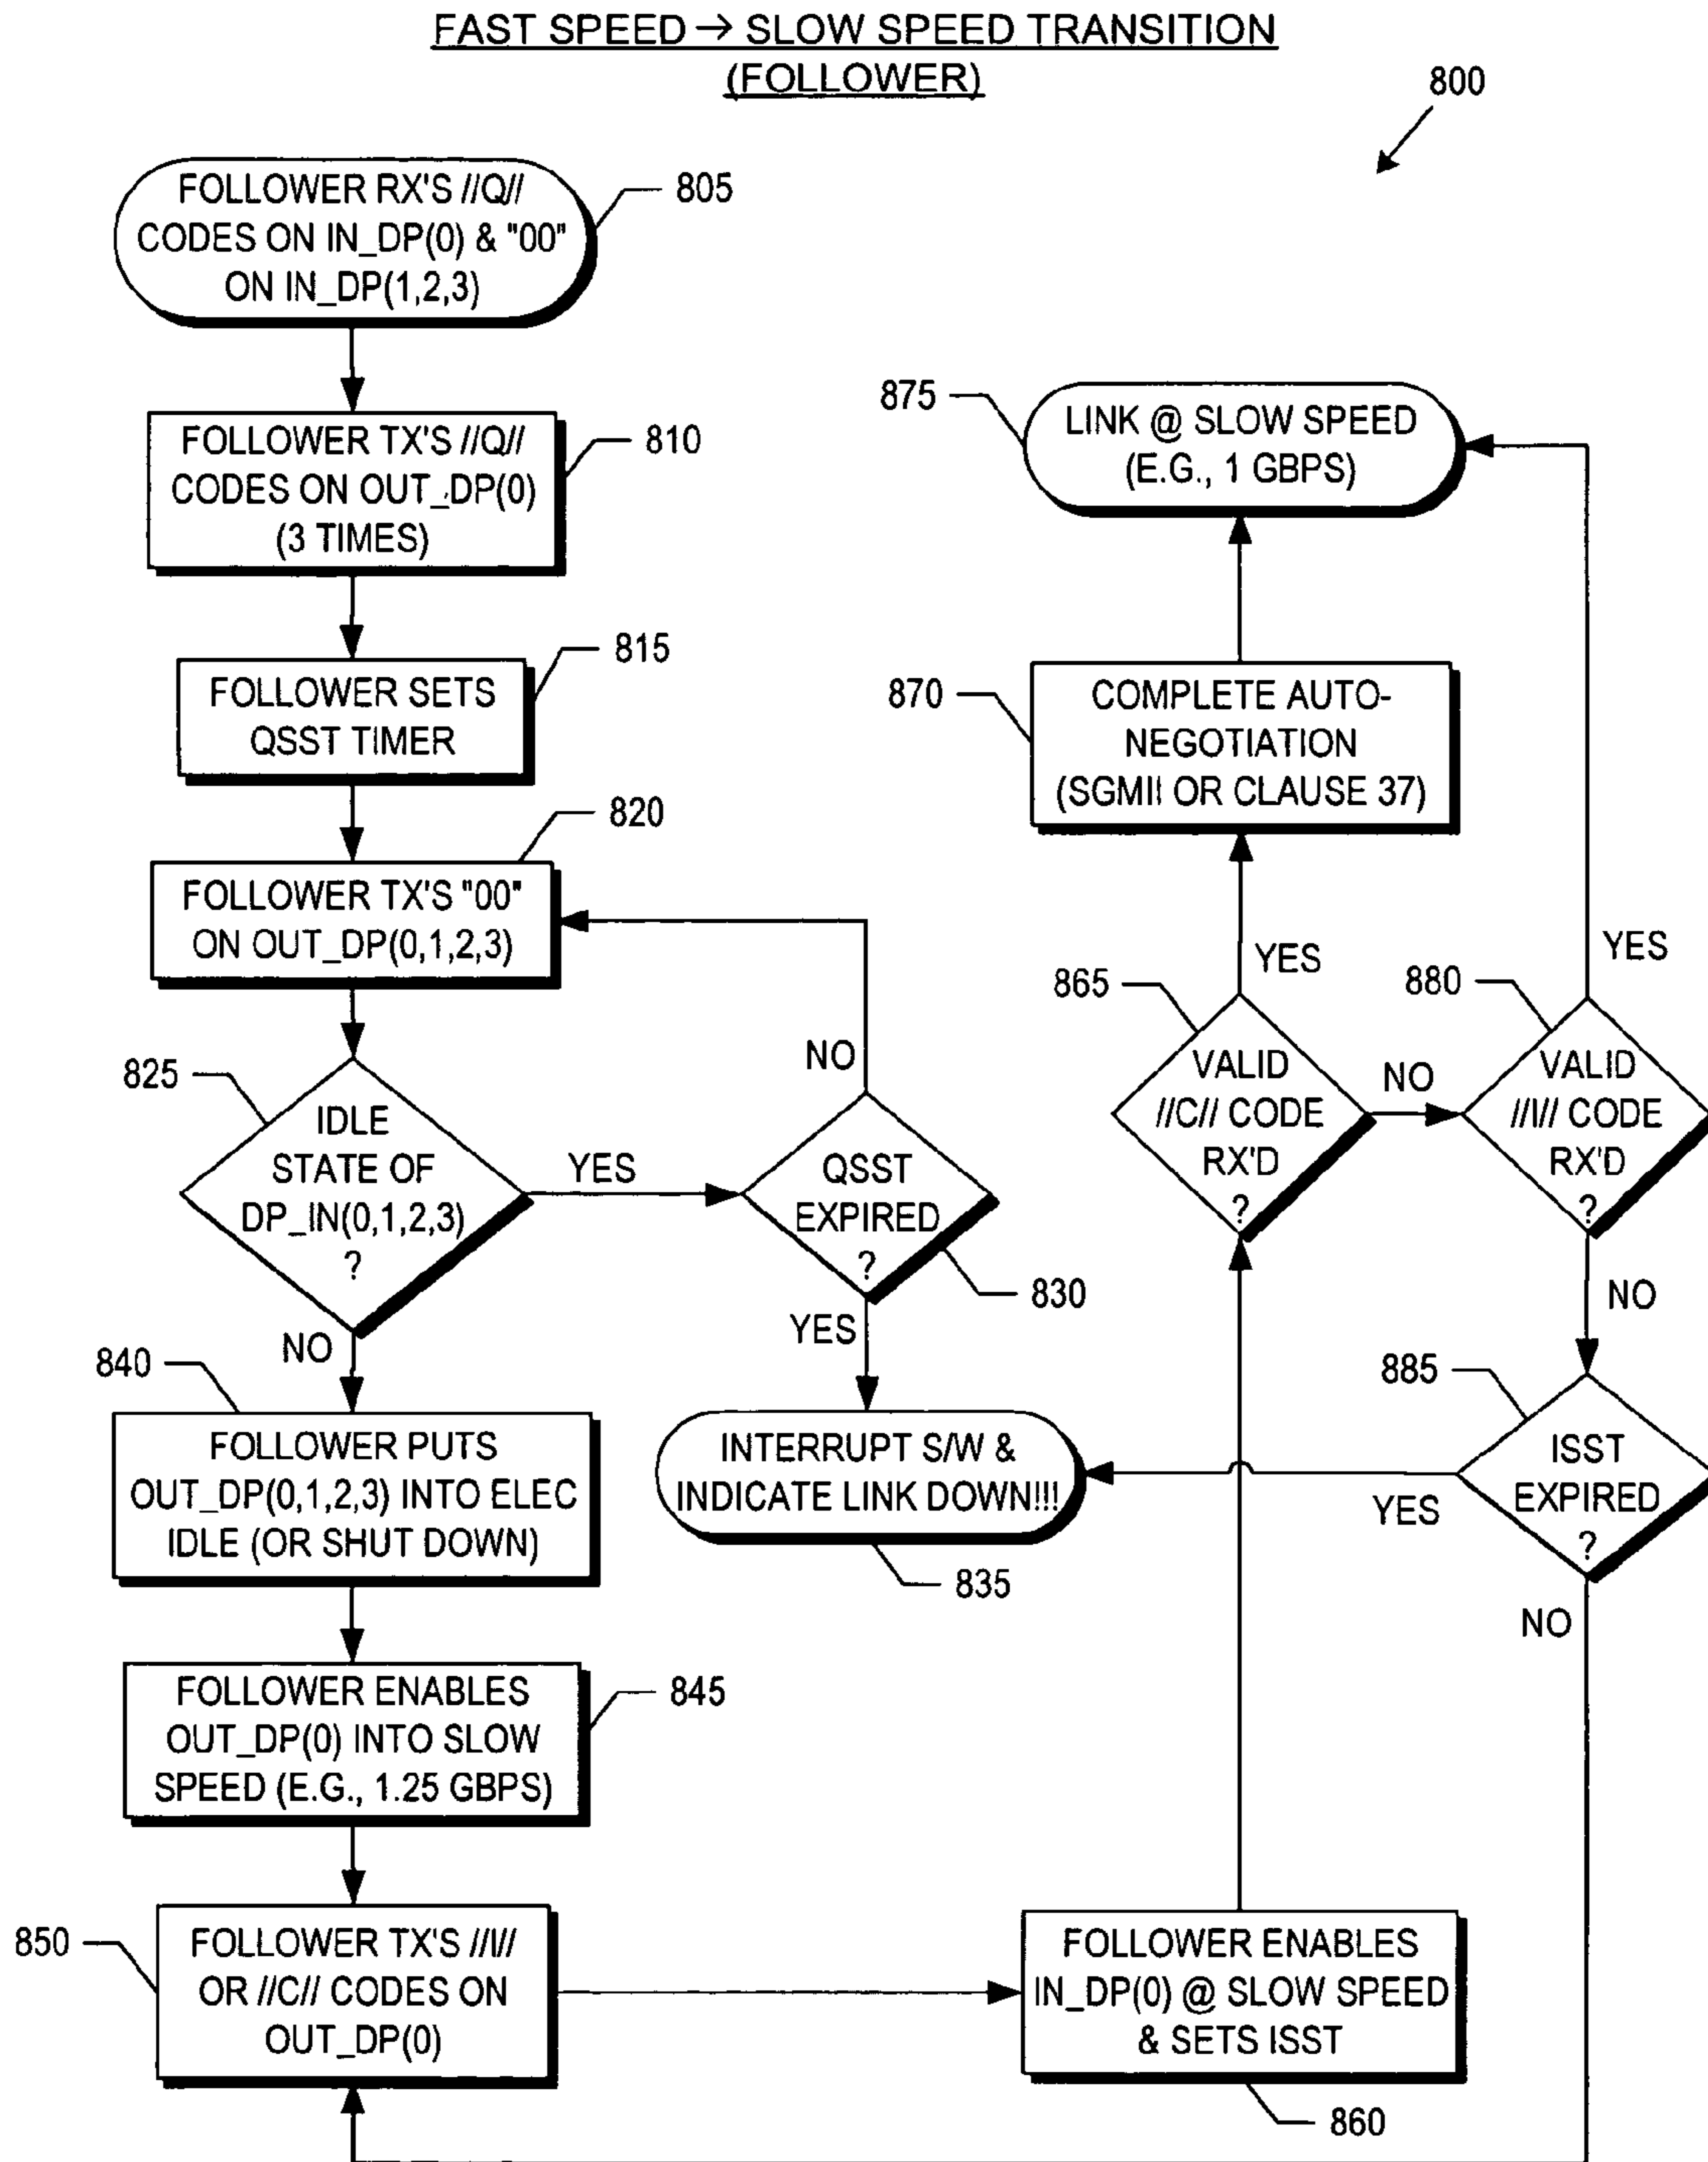 FAST SPEED → SLOW SPEED TRANSITION
(FOLLOWER)
800
FOLLOWER RX'S //Q//
CODES ON IN_DP(0) & "00"
ON IN_DP(1,2,3)
805
FOLLOWER TX'S //Q//
CODES ON OUT_DP(0)
(3 TIMES)
810
FOLLOWER SETS
QSST TIMER
815
FOLLOWER TX'S "00"
ON OUT_DP(0,1,2,3)
820
825
IDLE
STATE OF
DP_IN(0,1,2,3)
?
YES
NO
NO
QSST
EXPIRED
?
830
YES
INTERRUPT S/W &
INDICATE LINK DOWN!!!
835
840
FOLLOWER PUTS
OUT_DP(0,1,2,3) INTO ELEC
IDLE (OR SHUT DOWN)
FOLLOWER ENABLES
OUT_DP(0) INTO SLOW
SPEED (E.G., 1.25 GBPS)
845
850
FOLLOWER TX'S //I//
OR //C// CODES ON
OUT_DP(0)
FOLLOWER ENABLES
IN_DP(0) @ SLOW SPEED
& SETS ISST
860
865
VALID
//C// CODE
RX'D
?
YES
NO
870
COMPLETE AUTO-
NEGOTIATION
(SGMII OR CLAUSE 37)
875
LINK @ SLOW SPEED
(E.G., 1 GBPS)
880
VALID
//I// CODE
RX'D
?
YES
NO
885
ISST
EXPIRED
?
YES
NO